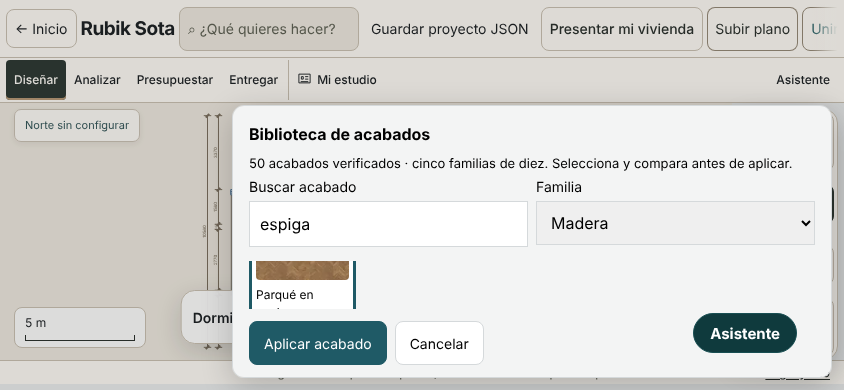 ← Inicio
Rubik Sota
¿Qué quieres hacer?
Guardar proyecto JSON
Presentar mi vivienda
Subir plano
Diseñar
Analizar
Presupuestar
Entregar
Mi estudio
Asistente
Norte sin configurar
Biblioteca de acabados
50 acabados verificados · cinco familias de diez. Selecciona y compara antes de aplicar.
Buscar acabado
Familia
espiga
Madera
Parqué en
5 m
Dormi
Aplicar acabado
Cancelar
Asistente